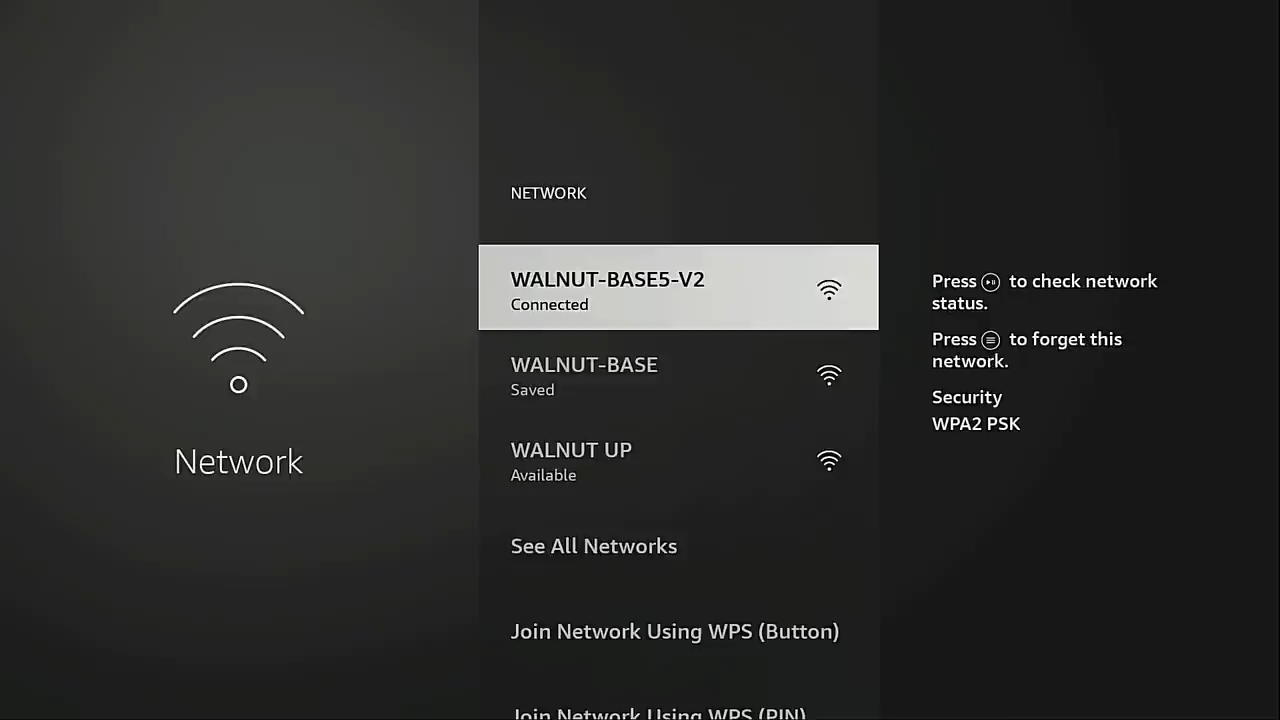 Network
NETWORK
WALNUT-BASE5-V2
Connected
WALNUT-BASE
Saved
WALNUT UP
Available
See All Networks
Join Network Using WPS (Button)
Join Network Using WPS (PIN)
Press to check network
status.
Press to forget this
network.
Security
WPA2 PSK